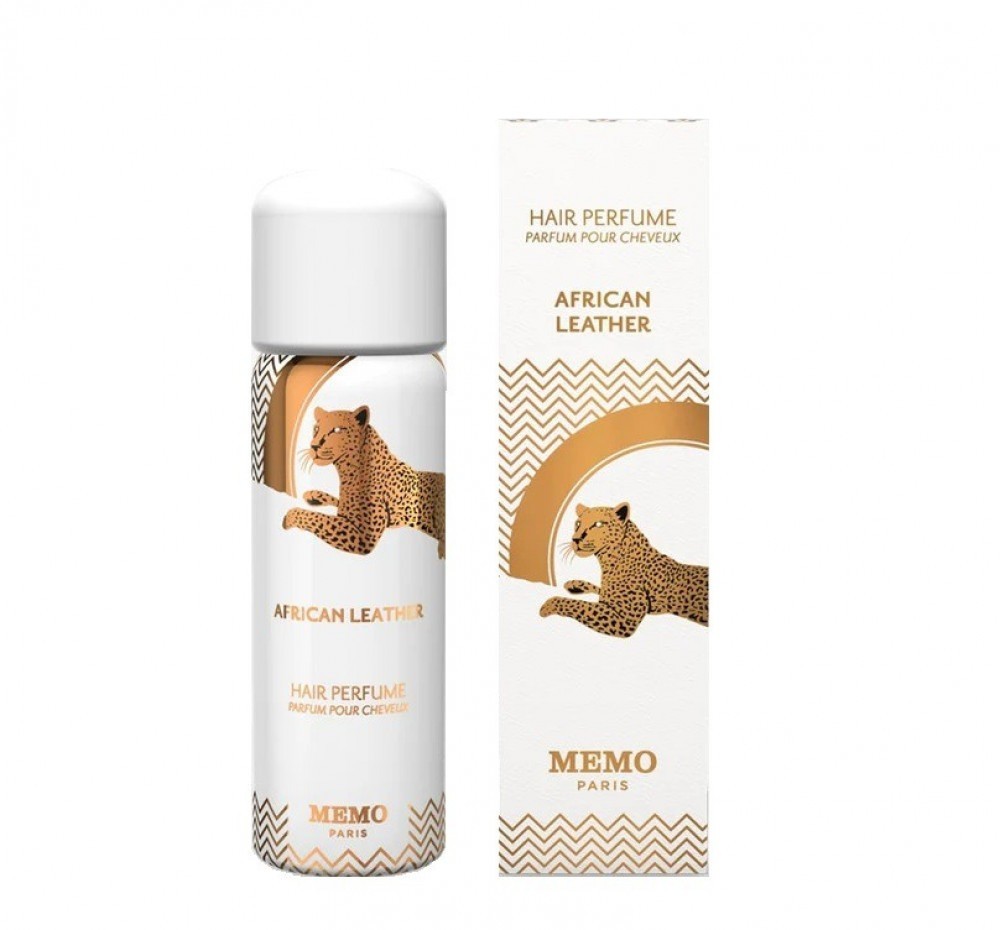 AFRICAN LEATHER
HAIR PERFUME
PARFUM POUR CHEVEUX
MEMO
PARIS
HAIR PERFUME
PARFUM POUR CHEVEUX
AFRICAN
LEATHER
MEMO
PARIS